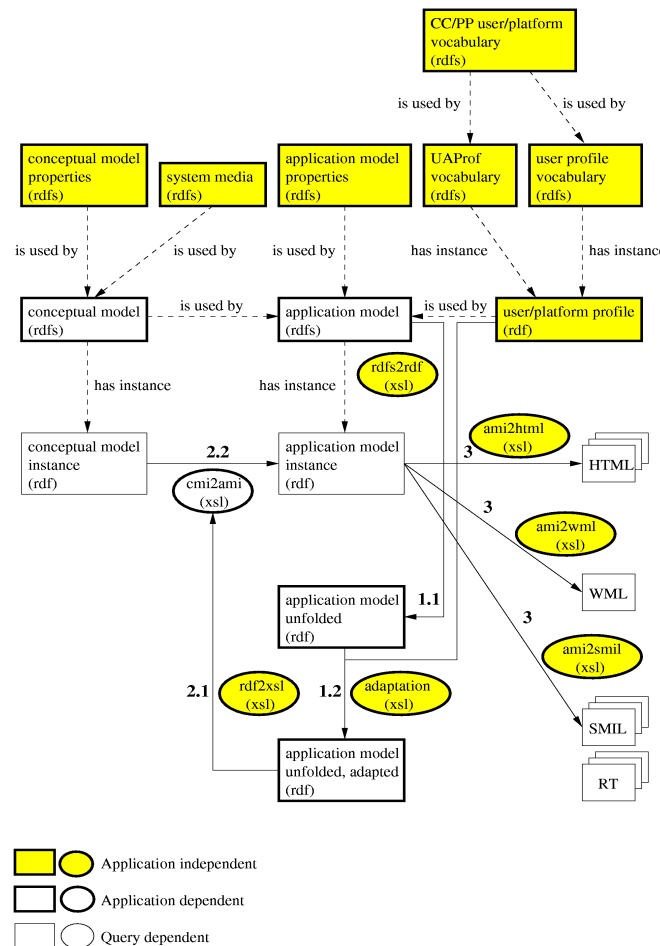 CC/PP user/platform
vocabulary
(rdfs)
is used by
is used by
conceptual model
properties
(rdfs)
system media
(rdfs)
application model
properties
(rdfs)
UAProf
vocabulary
(rdfs)
user profile
vocabulary
(rdfs)
is used by
is used by
is used by
has instance
has instance
conceptual model
(rdfs)
is used by
application model
(rdfs)
is used by
user/platform profile
(rdf)
has instance
has instance
rdfs2rdf
(xsl)
conceptual model
instance
(rdf)
2.2
cmi2ami
(xsl)
application model
instance
(rdf)
3
ami2html
(xsl)
HTML
3
ami2wml
(xsl)
WML
application model
unfolded
(rdf)
1.1
3
ami2smil
(xsl)
2.1
rdf2xsl
(xsl)
1.2
adaptation
(xsl)
SMIL
application model
unfolded, adapted
(rdf)
RT
Application independent
Application dependent
Query dependent